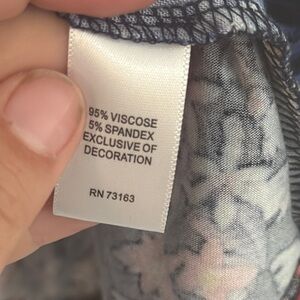 95% VISCOSE
5% SPANDEX
EXCLUSIVE OF
DECORATION
RN 73163